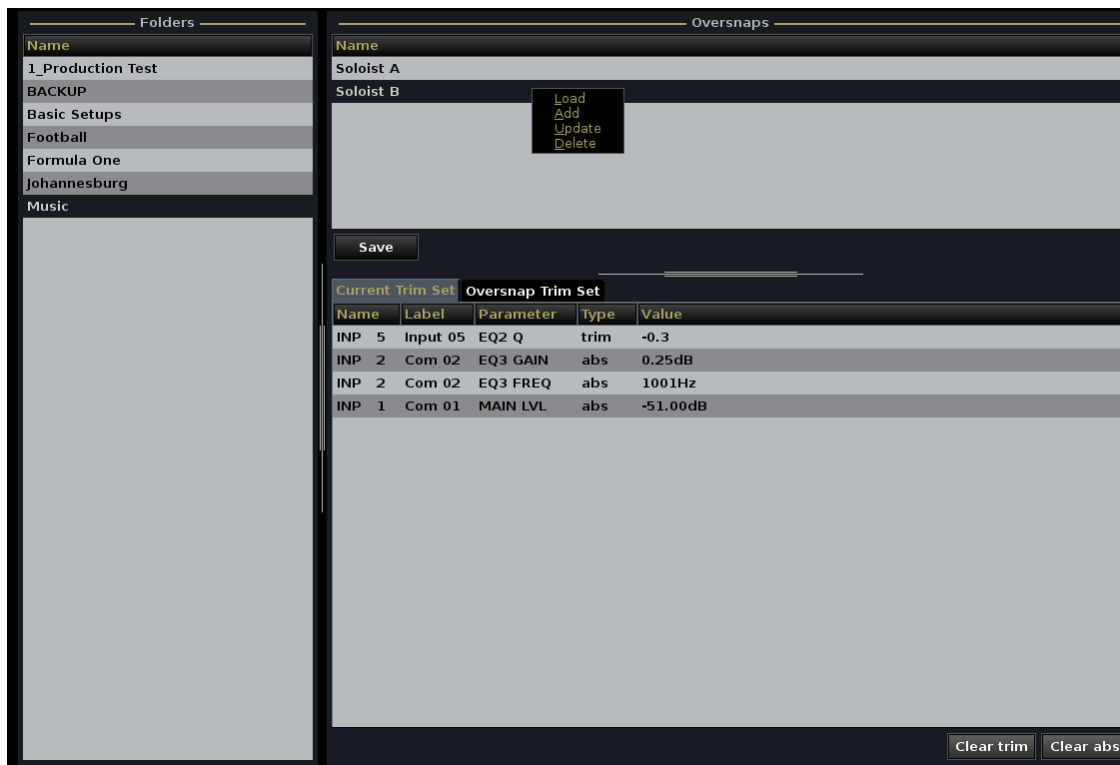 Folders
Name
1_Production Test
BACKUP
Basic Setups
Football
Formula One
Johannesburg
Music
Oversnaps
Name
Soloist A
Soloist B
Load
Add
Update
Delete
Save
Current Trim Set Oversnap Trim Set
Name Label Parameter Type Value
INP 5 Input 05 EQ2 Q trim -0.3
INP 2 Com 02 EQ3 GAIN abs 0.25dB
INP 2 Com 02 EQ3 FREQ abs 1001Hz
INP 1 Com 01 MAIN LVL abs -51.00dB
Clear trim Clear abs